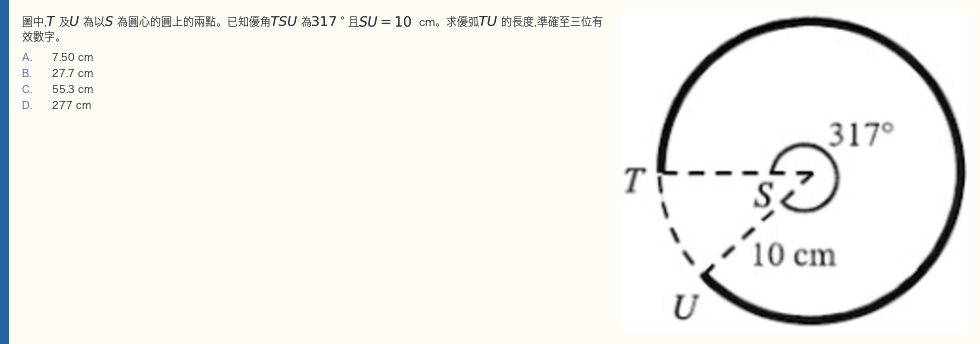 圖中,T 及U 為以S 為圓心的圓上的兩點。已知優角TSU 為317 ° 且SU = 10 cm。求優弧TU 的長度,準確至三位有
效數字。
A. 7.50 cm
B. 27.7 cm
C. 55.3 cm
D. 277 cm
317°
T
S
10 cm
U